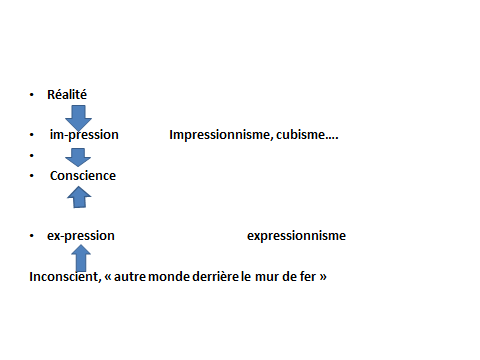 • Réalité
• im-pression Impressionnisme, cubisme....
•
• Conscience
• ex-pression expressionnisme
Inconscient, « autre monde derrière le mur de fer »